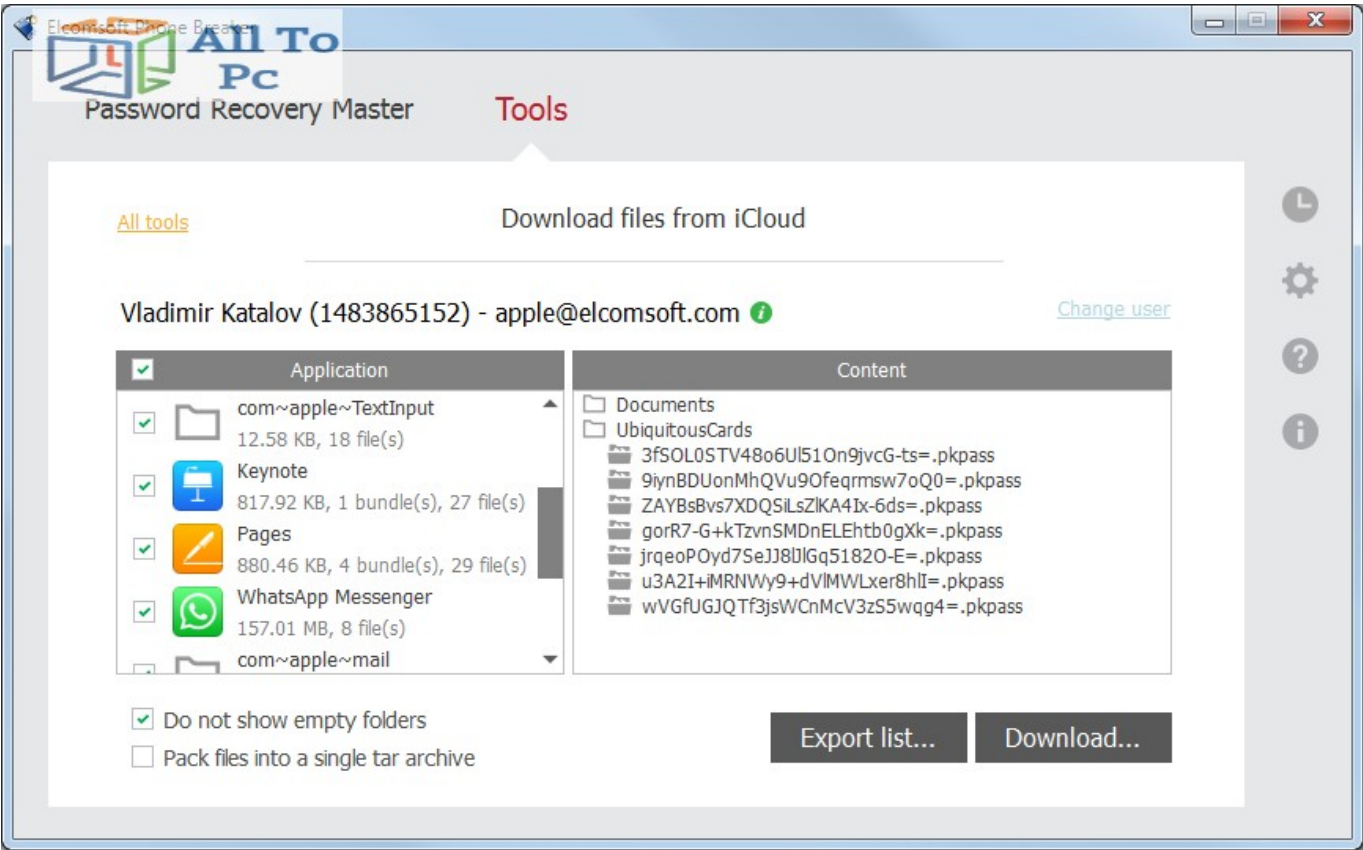 Elcomsoft Phone Breaker
All To
Pc
Password Recovery Master
Tools
All tools
Download files from iCloud
Vladimir Katalov (1483865152) - apple@elcomsoft.com
Change user
Application
Content
com~apple~TextInput
12.58 KB, 18 file(s)
Keynote
817.92 KB, 1 bundle(s), 27 file(s)
Pages
880.46 KB, 4 bundle(s), 29 file(s)
WhatsApp Messenger
157.01 MB, 8 file(s)
com~apple~mail
Documents
UbiquitousCards
3fSOL0STV48o6Ul51On9jvcG-ts=.pkpass
9iynBDUonMhQVu9Ofeqrmsw7oQ0=.pkpass
ZAYBsBvs7XDQSiLsZlKA4Ix-6ds=.pkpass
gorR7-G+kTzvnSMDnELEhtb0gXk=.pkpass
jrqeoPOyd7SeJJ8lJlGq5182O-E=.pkpass
u3A2I+iMRNWy9+dVlMWLxer8hlI=.pkpass
wVGfUGJQTf3jsWCnMcV3zS5wqg4=.pkpass
Do not show empty folders
Pack files into a single tar archive
Export list...
Download...